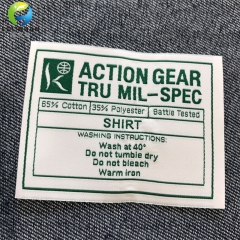 ACTION GEAR
TRU MIL-SPEC
65% Cotton 35% Polyester Battle Tested
SHIRT
WASHING INSTRUCTIONS:
Wash at 40°
Do not tumble dry
Do not bleach
Warm iron